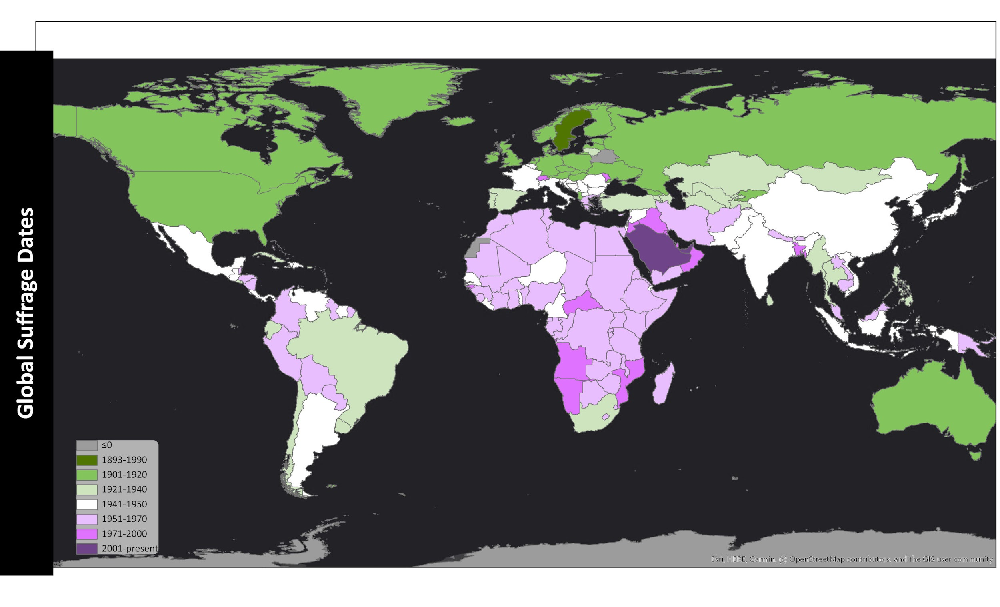 Global Suffrage Dates
≤0
1893-1990
1901-1920
1921-1940
1941-1950
1951-1970
1971-2000
2001-present
Esri, HERE, Garmin, (c) OpenStreetMap contributors, and the GIS user community